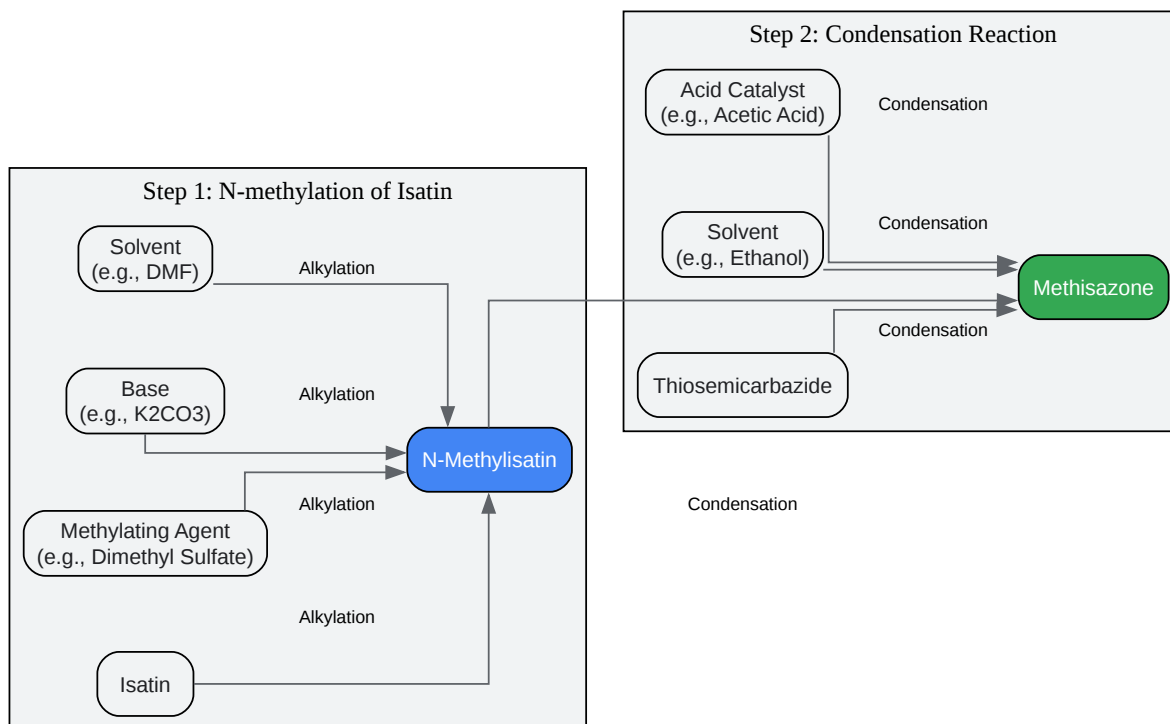 Step 2: Condensation Reaction
Acid Catalyst
(e.g., Acetic Acid)
Condensation
Step 1: N-methylation of Isatin
Solvent
(e.g., DMF)
Alkylation
Solvent
(e.g., Ethanol)
Condensation
Methisazone
Condensation
Thiosemicarbazide
Base
(e.g., K2CO3)
Alkylation
N-Methylisatin
Alkylation
Condensation
Methylating Agent
(e.g., Dimethyl Sulfate)
Alkylation
Isatin